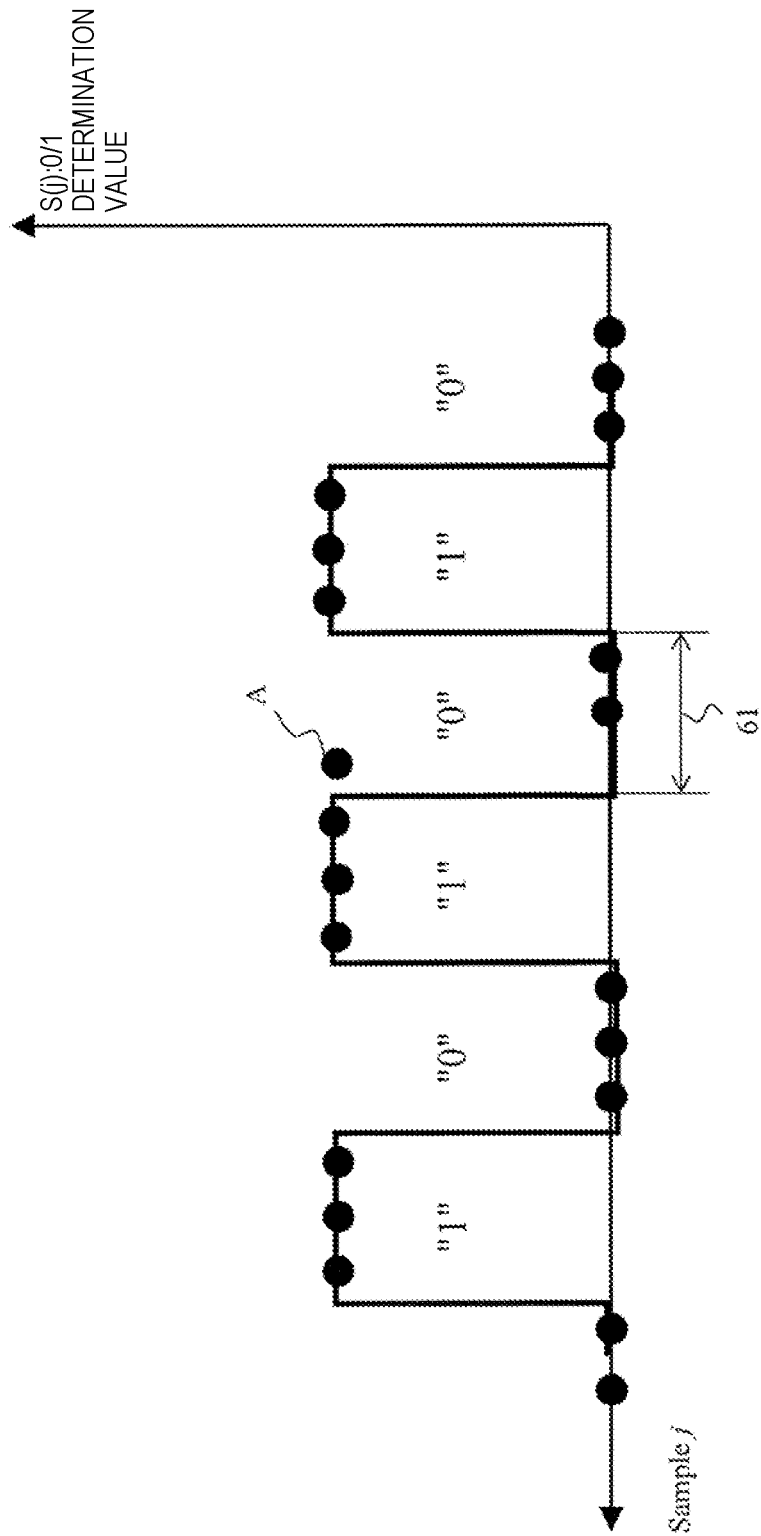 S(j):0/1
DETERMINATION
VALUE
"0"
"1"
"0"
A
"1"
"0"
"1"
61
Sample j